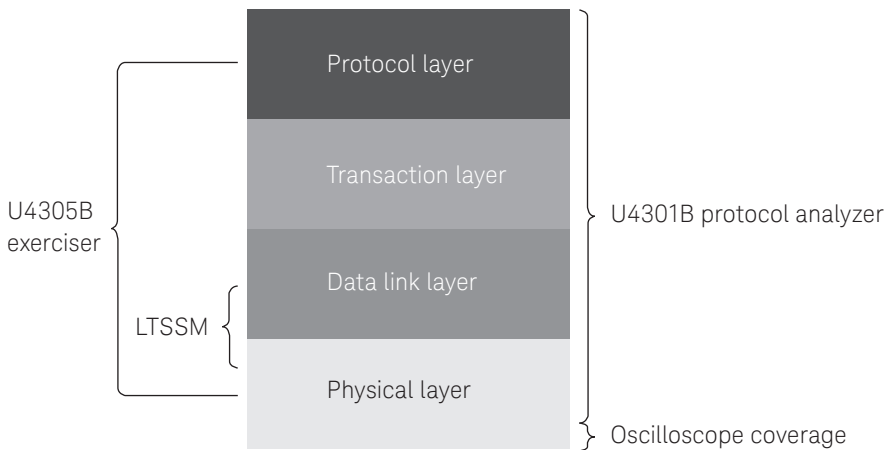 Protocol layer
Transaction layer
U4305B
exerciser
U4301B protocol analyzer
Data link layer
LTSSM
Physical layer
Oscilloscope coverage